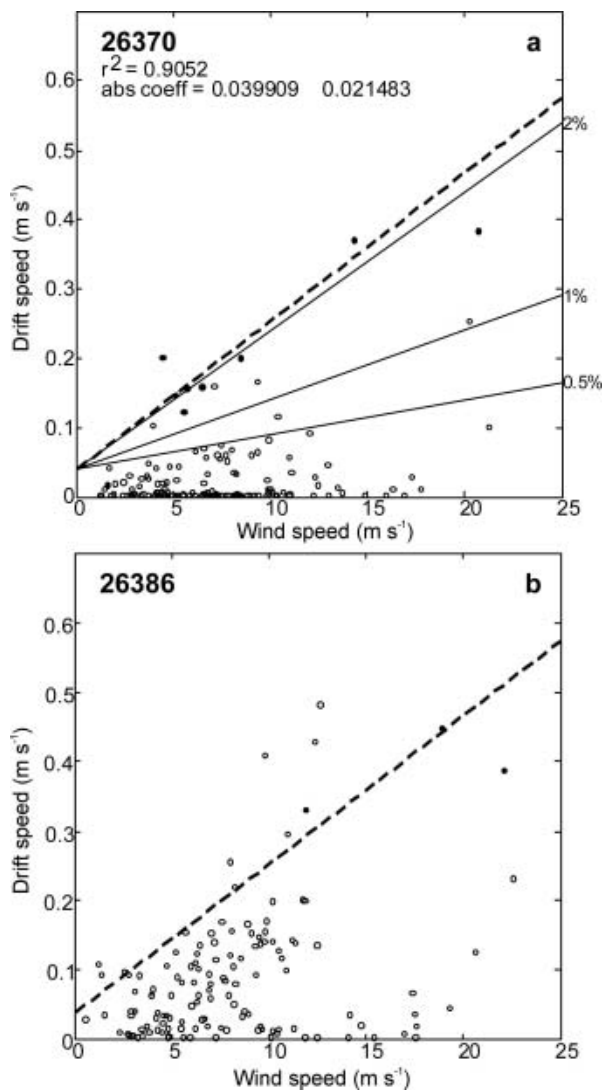 26370 a
r² = 0.9052
abs coeff = 0.039909 0.021483
0.6
0.5
0.4
0.3
0.2
0.1
0
2%
1%
0.5%
Drift speed (m s⁻¹)
5 10 15 20 25
Wind speed (m s⁻¹)
26386 b
0.6
0.5
0.4
0.3
0.2
0.1
0
Drift speed (m s⁻¹)
5 10 15 20 25
Wind speed (m s⁻¹)